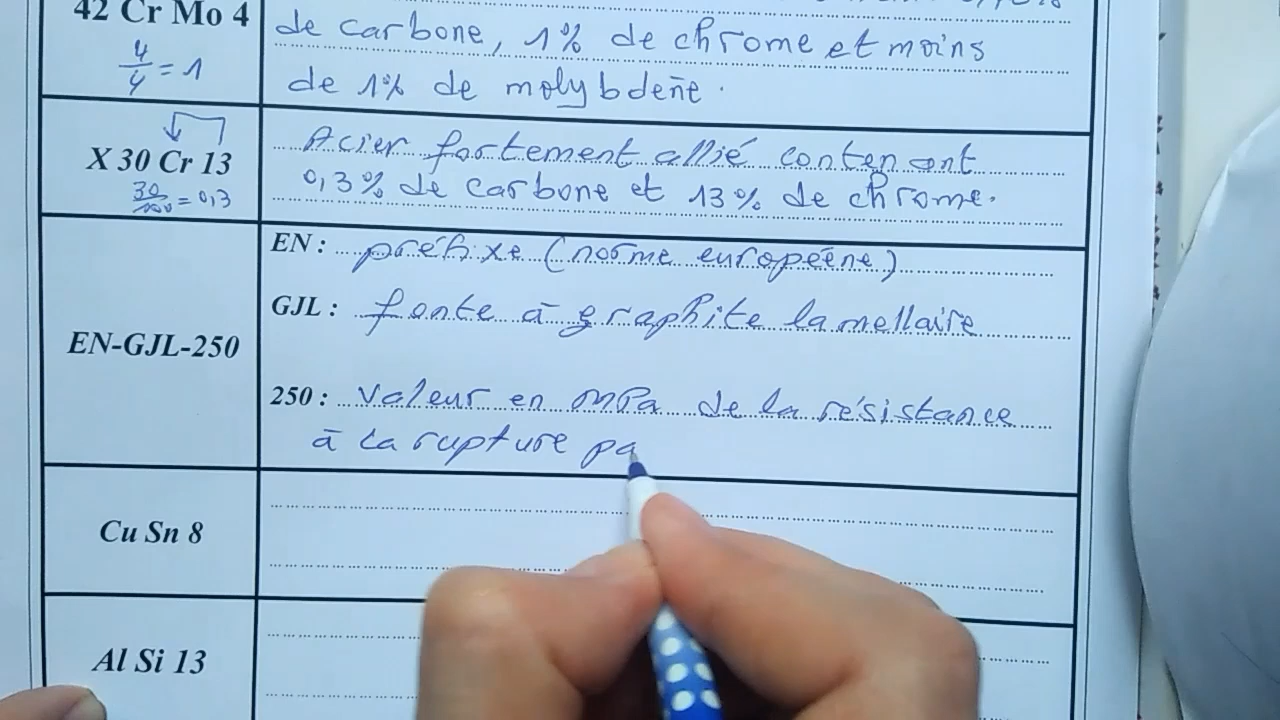 42 Cr Mo 4
4/4 = 1
de carbone, 1% de chrome et moins
de 1% de molybdène.
X 30 Cr 13
30/100 = 0,3
Acier fortement allié contenant
0,3% de carbone et 13% de chrome.
EN-GJL-250
EN : préfixe (norme européène)
GJL : fonte à graphite lamellaire
250 : Valeur en MPa de la résistance
à la rupture pa
Cu Sn 8
Al Si 13